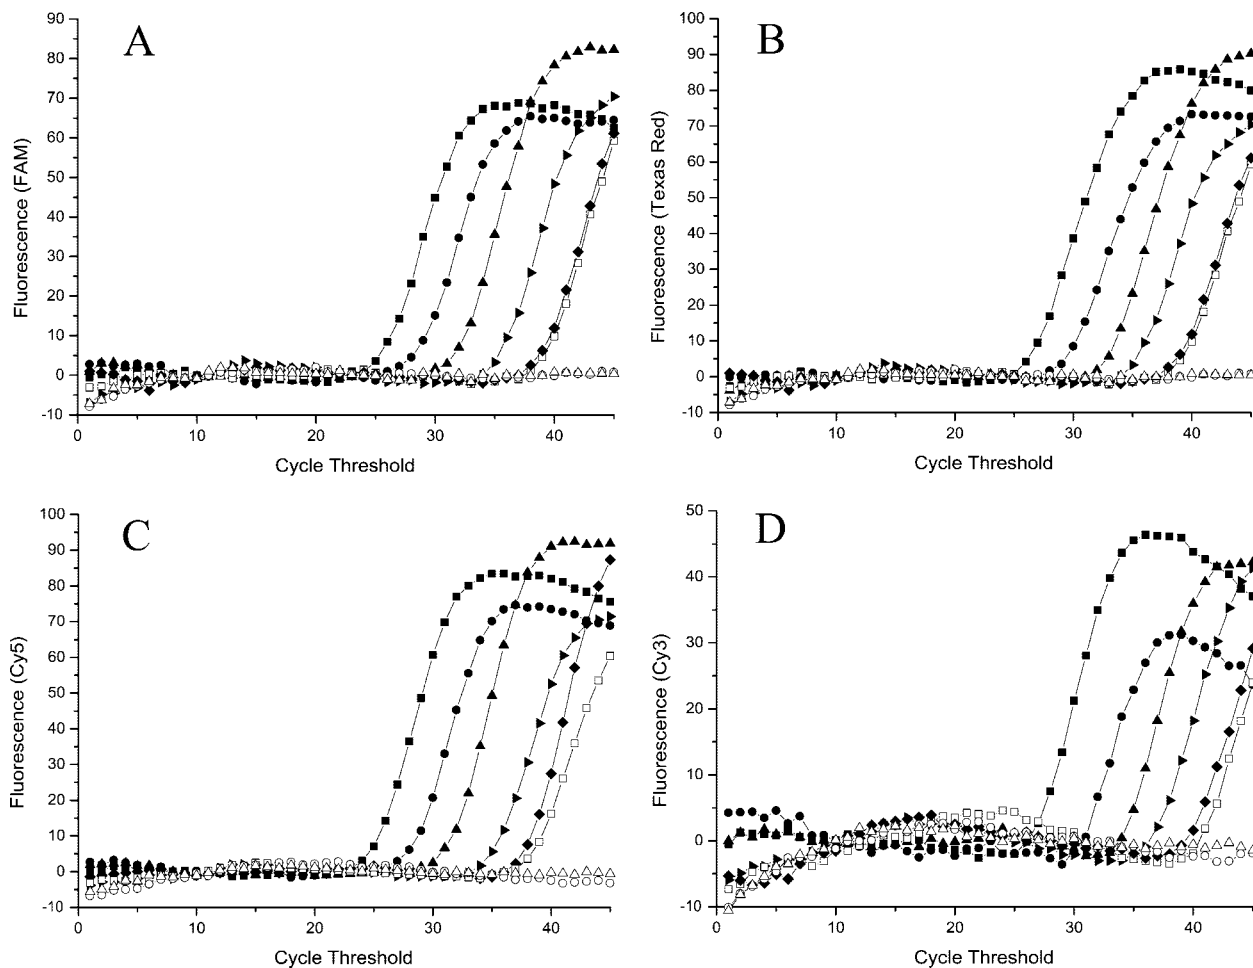 A
Fluorescence (FAM)
90
80
70
60
50
40
30
20
10
0
-10
0 10 20 30 40
Cycle Threshold
B
Fluorescence (Texas Red)
100
90
80
70
60
50
40
30
20
10
0
-10
0 10 20 30 40
Cycle Threshold
C
Fluorescence (Cy5)
100
90
80
70
60
50
40
30
20
10
0
-10
0 10 20 30 40
Cycle Threshold
D
Fluorescence (Cy3)
50
40
30
20
10
0
-10
0 10 20 30 40
Cycle Threshold